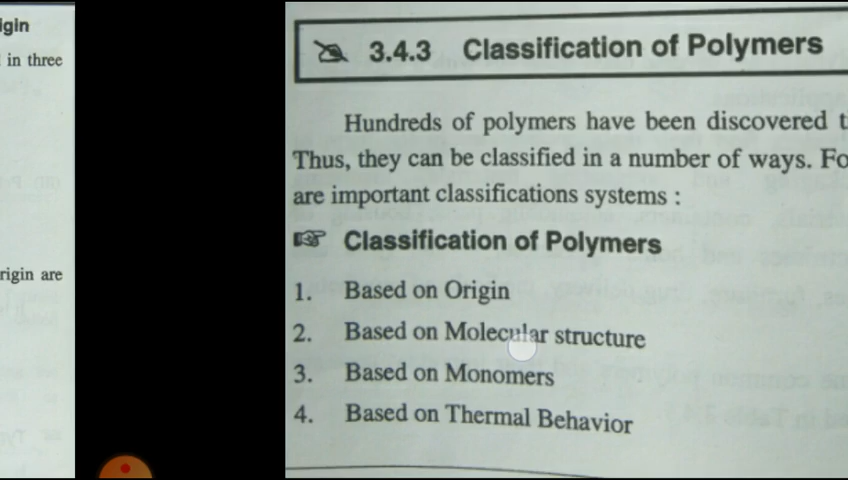 igin
in three
rigin are
3.4.3 Classification of Polymers
Hundreds of polymers have been discovered
Thus, they can be classified in a number of ways.
are important classifications systems :
Classification of Polymers
1. Based on Origin
2. Based on Molecular structure
3. Based on Monomers
4. Based on Thermal Behavior